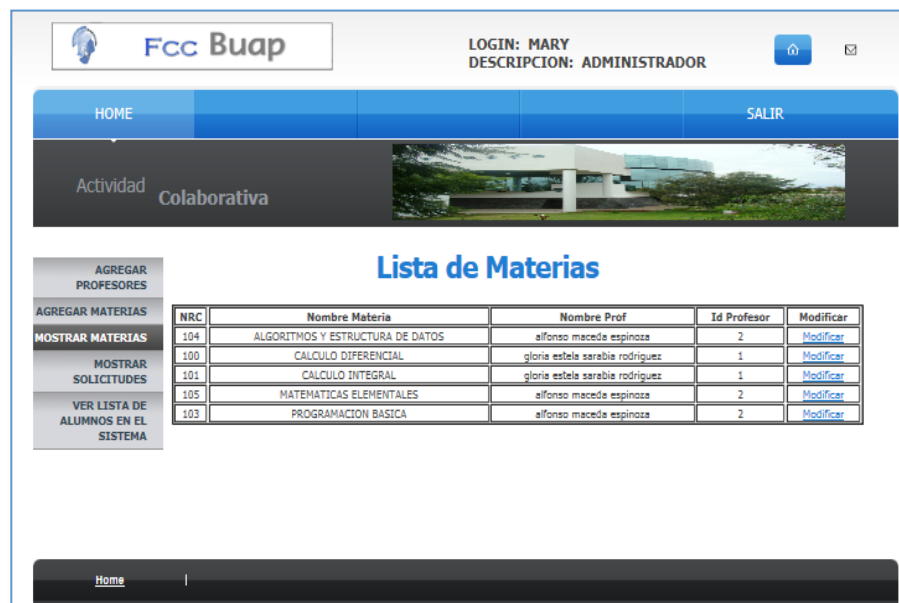 Fcc Buap
LOGIN: MARY
DESCRIPCION: ADMINISTRADOR
HOME
SALIR
Actividad
Colaborativa
AGREGAR
PROFESORES
AGREGAR MATERIAS
MOSTRAR MATERIAS
MOSTRAR
SOLICITUDES
VER LISTA DE
ALUMNOS EN EL
SISTEMA
Lista de Materias
NRC Nombre Materia Nombre Prof Id Profesor Modificar
104 ALGORITMOS Y ESTRUCTURA DE DATOS alfonso maceda espinoza 2 Modificar
100 CALCULO DIFERENCIAL gloria estela sarabia rodriguez 1 Modificar
101 CALCULO INTEGRAL gloria estela sarabia rodriguez 1 Modificar
105 MATEMATICAS ELEMENTALES alfonso maceda espinoza 2 Modificar
103 PROGRAMACION BASICA alfonso maceda espinoza 2 Modificar
Home |